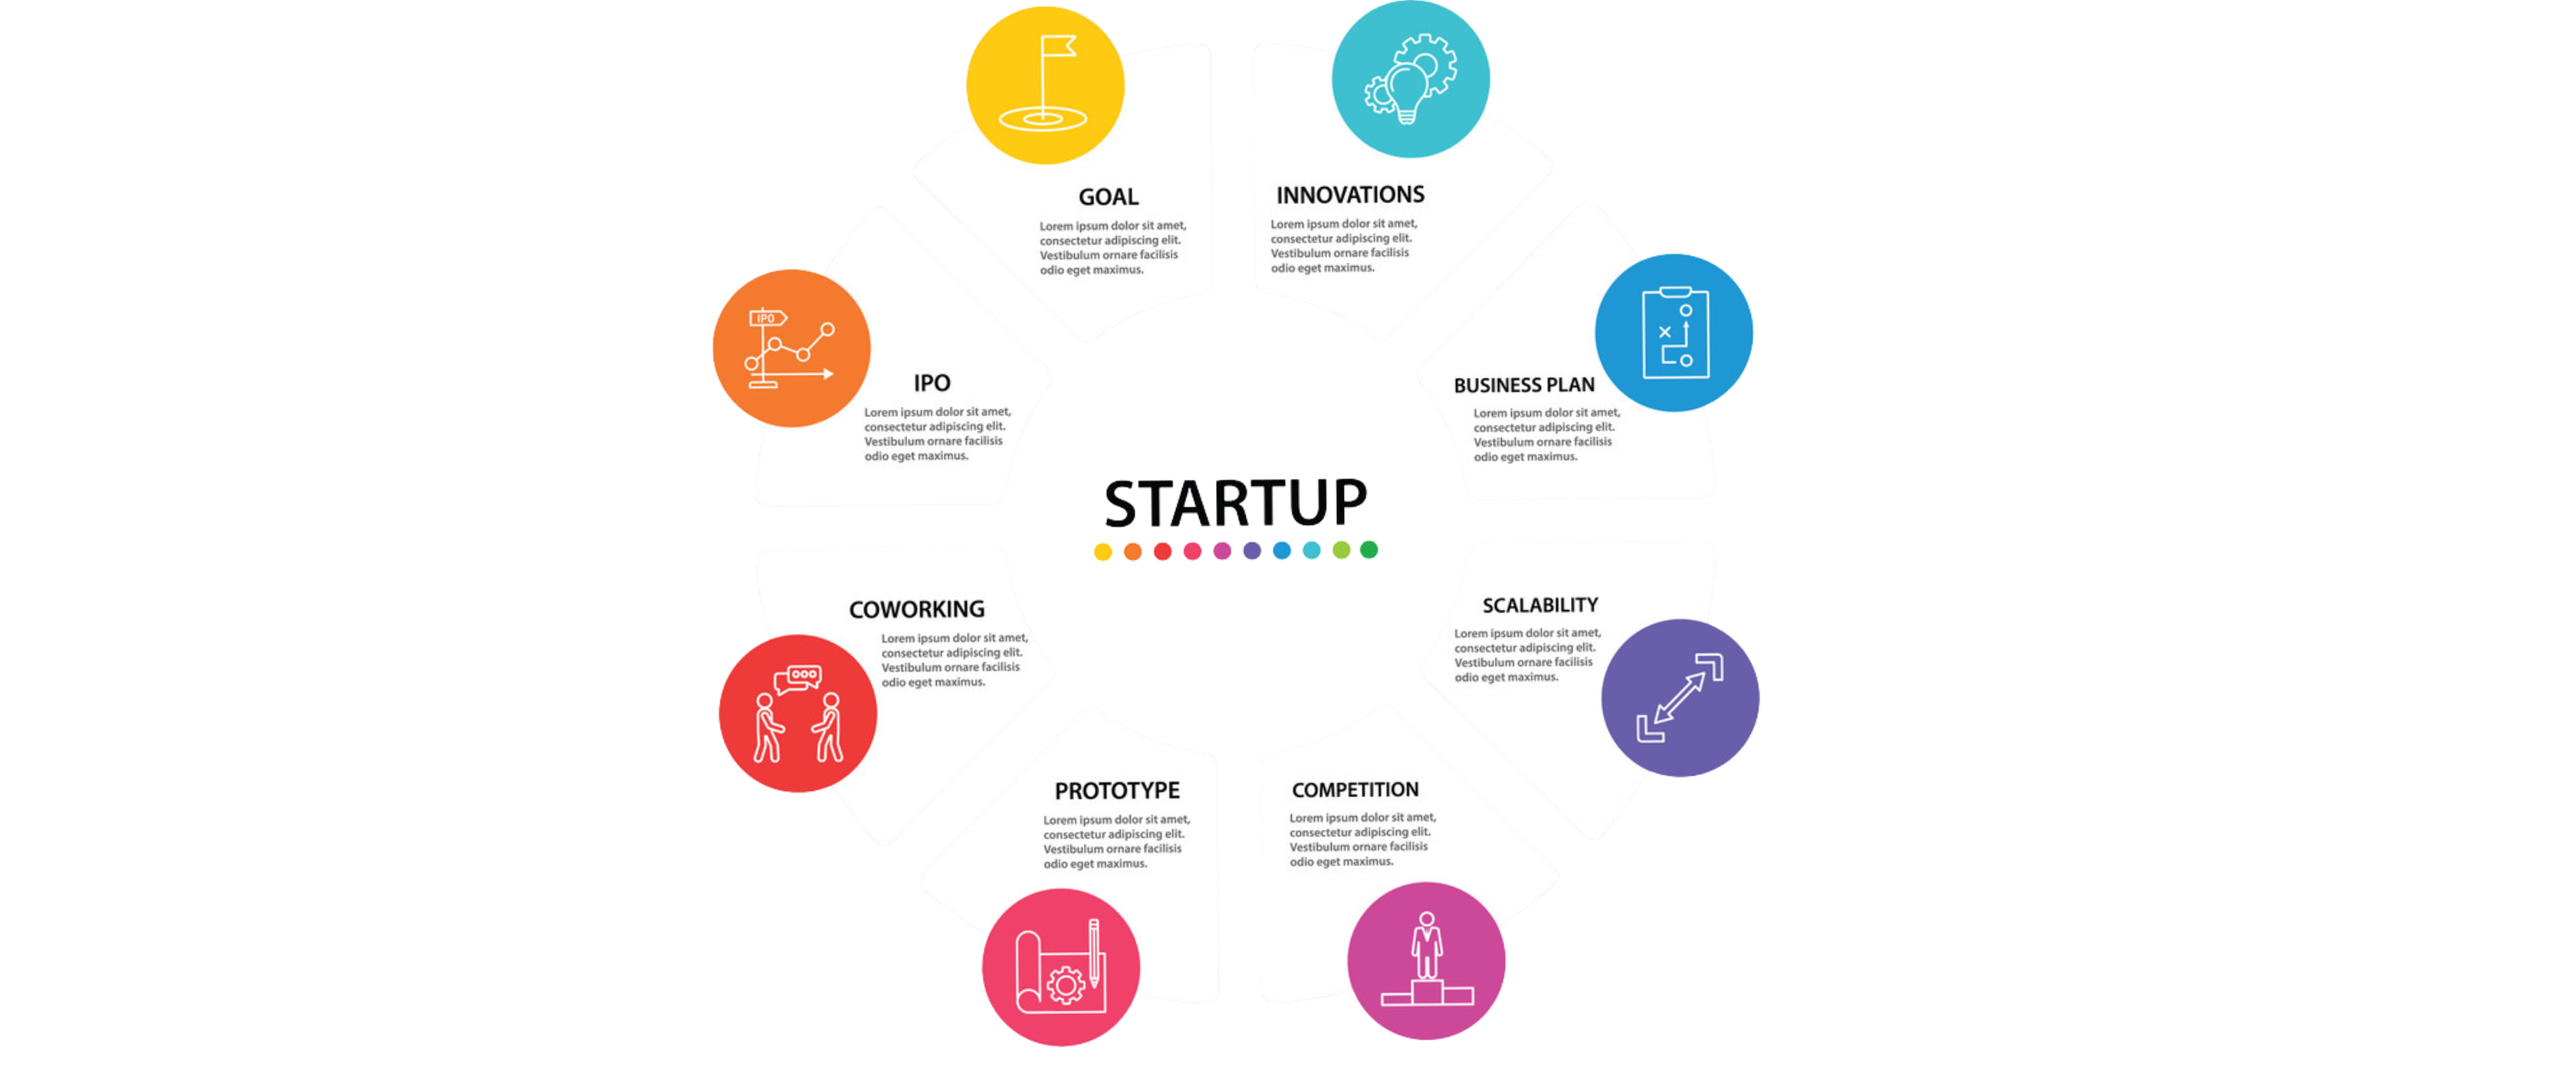 GOAL
Lorem ipsum dolor sit amet,
consectetur adipiscing elit.
Vestibulum ornare facilisis
odio eget maximus.
INNOVATIONS
Lorem ipsum dolor sit amet,
consectetur adipiscing elit.
Vestibulum ornare facilisis
odio eget maximus.
IPO
IPO
Lorem ipsum dolor sit amet,
consectetur adipiscing elit.
Vestibulum ornare facilisis
odio eget maximus.
BUSINESS PLAN
Lorem ipsum dolor sit amet,
consectetur adipiscing elit.
Vestibulum ornare facilisis
odio eget maximus.
STARTUP
COWORKING
Lorem ipsum dolor sit amet,
consectetur adipiscing elit.
Vestibulum ornare facilisis
odio eget maximus.
SCALABILITY
Lorem ipsum dolor sit amet,
consectetur adipiscing elit.
Vestibulum ornare facilisis
odio eget maximus.
PROTOTYPE
Lorem ipsum dolor sit amet,
consectetur adipiscing elit.
Vestibulum ornare facilisis
odio eget maximus.
COMPETITION
Lorem ipsum dolor sit amet,
consectetur adipiscing elit.
Vestibulum ornare facilisis
odio eget maximus.